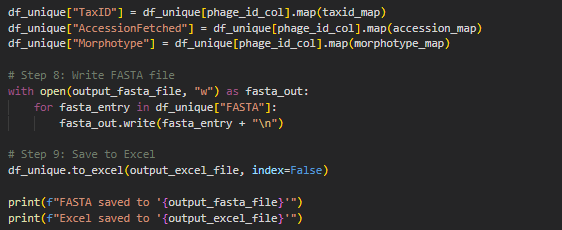 df_unique["TaxID"] = df_unique[phage_id_col].map(taxid_map)
df_unique["AccessionFetched"] = df_unique[phage_id_col].map(accession_map)
df_unique["Morphotype"] = df_unique[phage_id_col].map(morphotype_map)

# Step 8: Write FASTA file
with open(output_fasta_file, "w") as fasta_out:
    for fasta_entry in df_unique["FASTA"]:
        fasta_out.write(fasta_entry + "\n")

# Step 9: Save to Excel
df_unique.to_excel(output_excel_file, index=False)

print(f"FASTA saved to '{output_fasta_file}'")
print(f"Excel saved to '{output_excel_file}'")